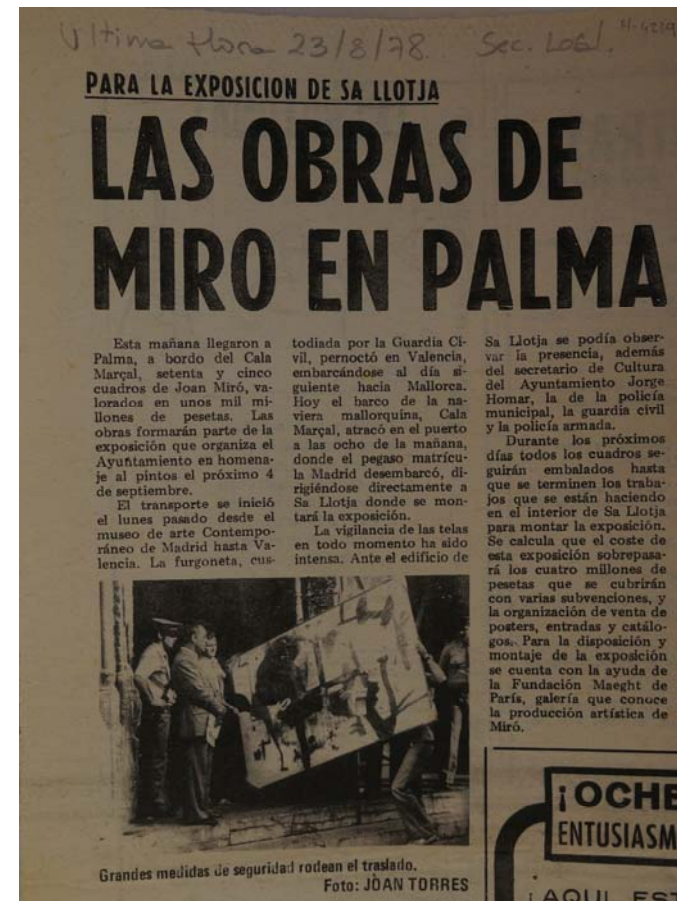 Ultima Hora 23/8/78 Sec. Local.
PARA LA EXPOSICION DE SA LLOTJA
LAS OBRAS DE
MIRO EN PALMA
Esta mañana llegaron a
Palma, a bordo del Cala
Marçal, setenta y cinco
cuadros de Joan Miró, va-
lorados en unos mil mi-
llones de pesetas. Las
obras formarán parte de la
exposición que organiza el
Ayuntamiento en homena-
je al pintos el próximo 4
de septiembre.
El transporte se inició
el lunes pasado desde el
museo de arte Contempo-
ráneo de Madrid hasta Va-
lencia. La furgoneta, cus-
todiada por la Guardia Ci-
vil, pernoctó en Valencia,
embarcándose al día si-
guiente hacia Mallorca.
Hoy el barco de la na-
viera mallorquina, Cala
Marçal, atracó en el puerto
a las ocho de la mañana,
donde el pegaso matrícu-
la Madrid desembarcó, di-
rigiéndose directamente a
Sa Llotja donde se mon-
tará la exposición.
La vigilancia de las telas
en todo momento ha sido
intensa. Ante el edificio de
Sa Llotja se podía obser-
var la presencia, además
del secretario de Cultura
del Ayuntamiento Jorge
Homar, la de la policía
municipal, la guardia civil
y la policía armada.
Durante los próximos
días todos los cuadros se-
guirán embalados hasta
que se terminen los traba-
jos que se están haciendo
en el interior de Sa Llotja
para montar la exposición.
Se calcula que el coste de
esta exposición sobrepasa-
rá los cuatro millones de
pesetas que se cubrirán
con varias subvenciones, y
la organización de venta de
posters, entradas y catálo-
gos. Para la disposición y
montaje de la exposición
se cuenta con la ayuda de
la Fundación Maeght de
París, galería que conoce
la producción artística de
Miró.
Grandes medidas de seguridad rodean el traslado.
Foto: JOAN TORRES
¡OCHE
ENTUSIASM
¡AQUI EST